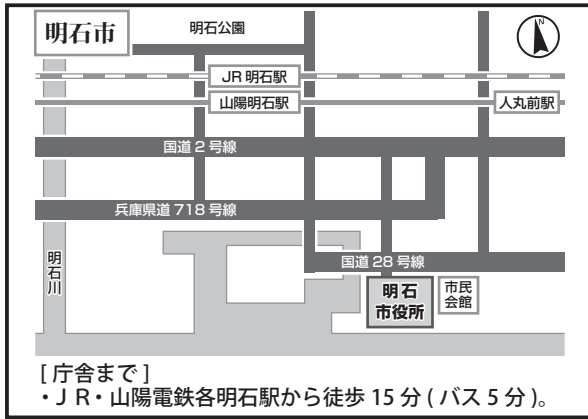 明石市
明石公園
N
JR 明石駅
山陽明石駅
人丸前駅
国道 2 号線
兵庫県道 718 号線
明石川
国道 28 号線
明石
市役所
市民
会館
[ 庁舎まで ]
・ＪＲ・山陽電鉄各明石駅から徒歩 15 分 ( バス 5 分 )。